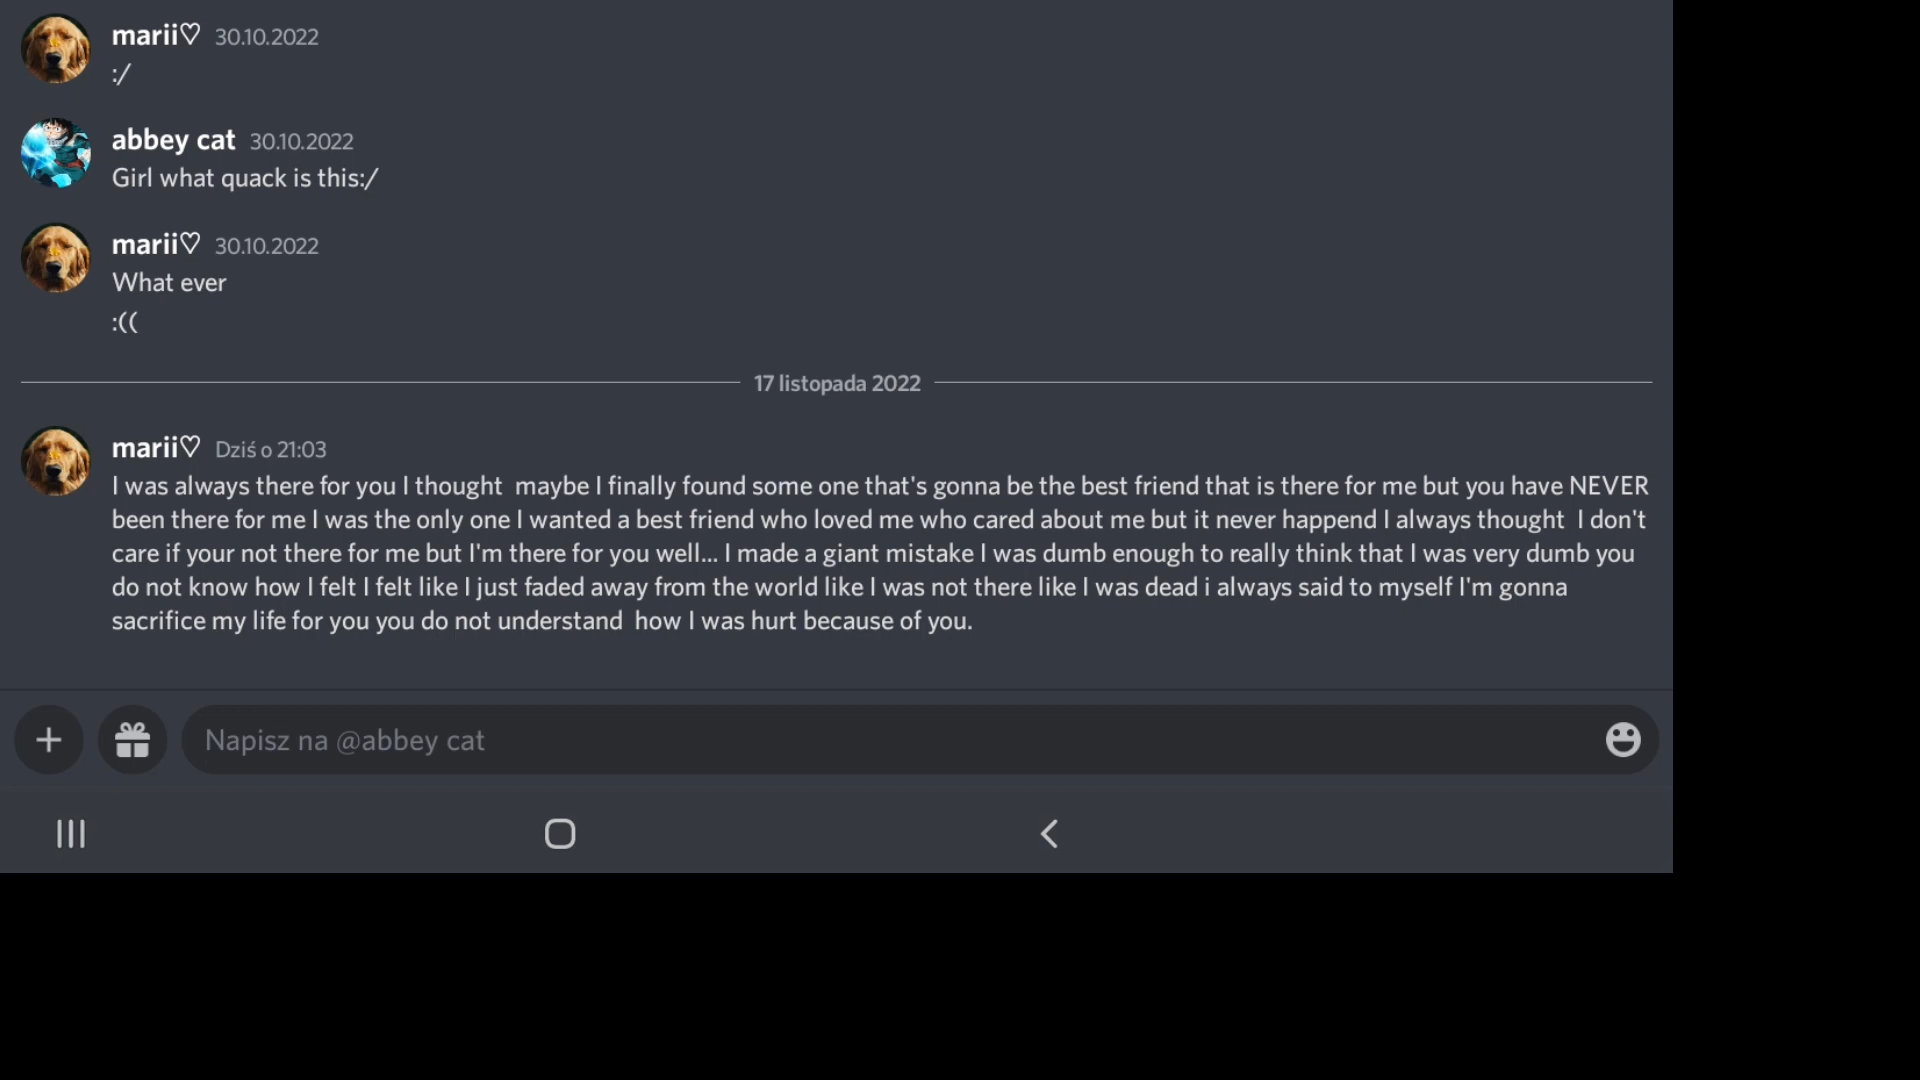 marii♡ 30.10.2022
:/
abbey cat 30.10.2022
Girl what quack is this:/
marii♡ 30.10.2022
What ever
:((
17 listopada 2022
marii♡ Dziś o 21:03
I was always there for you I thought  maybe I finally found some one that's gonna be the best friend that is there for me but you have NEVER
been there for me I was the only one I wanted a best friend who loved me who cared about me but it never happend I always thought  I don't
care if your not there for me but I'm there for you well... I made a giant mistake I was dumb enough to really think that I was very dumb you
do not know how I felt I felt like I just faded away from the world like I was not there like I was dead i always said to myself I'm gonna
sacrifice my life for you you do not understand  how I was hurt because of you.
Napisz na @abbey cat